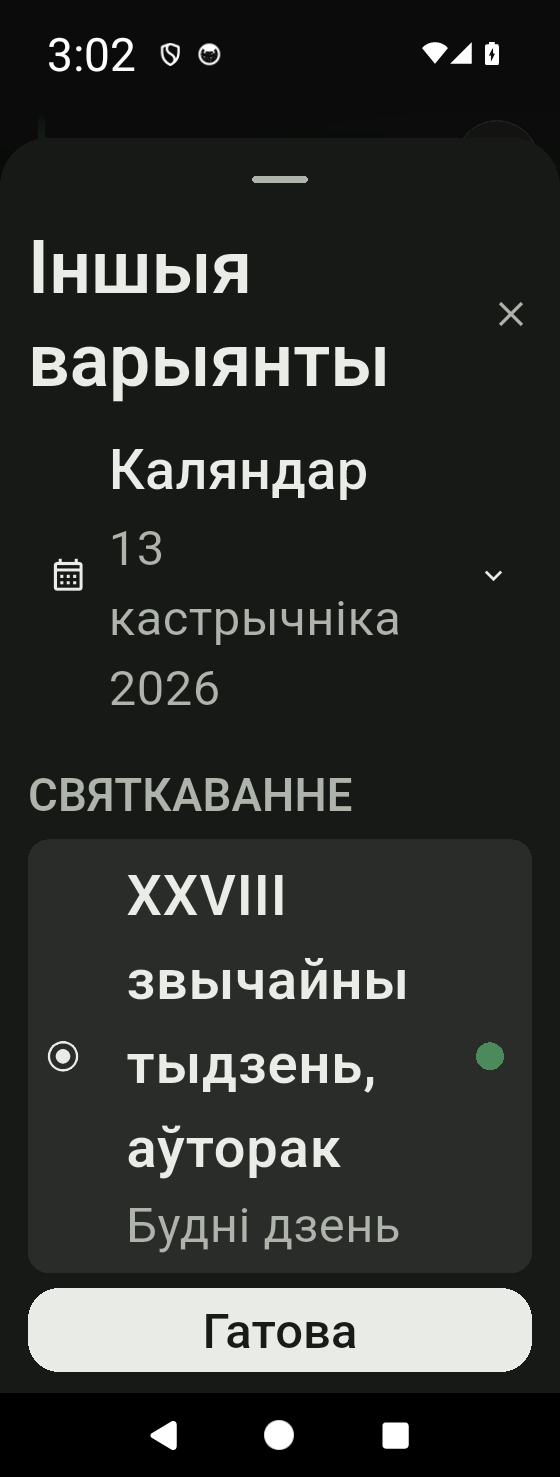 3:02
Іншыя
варыянты
Каляндар
13
кастрычніка
2026
СВЯТКАВАННЕ
XXVIII
звычайны
тыдзень,
аўторак
Будні дзень
Гатова